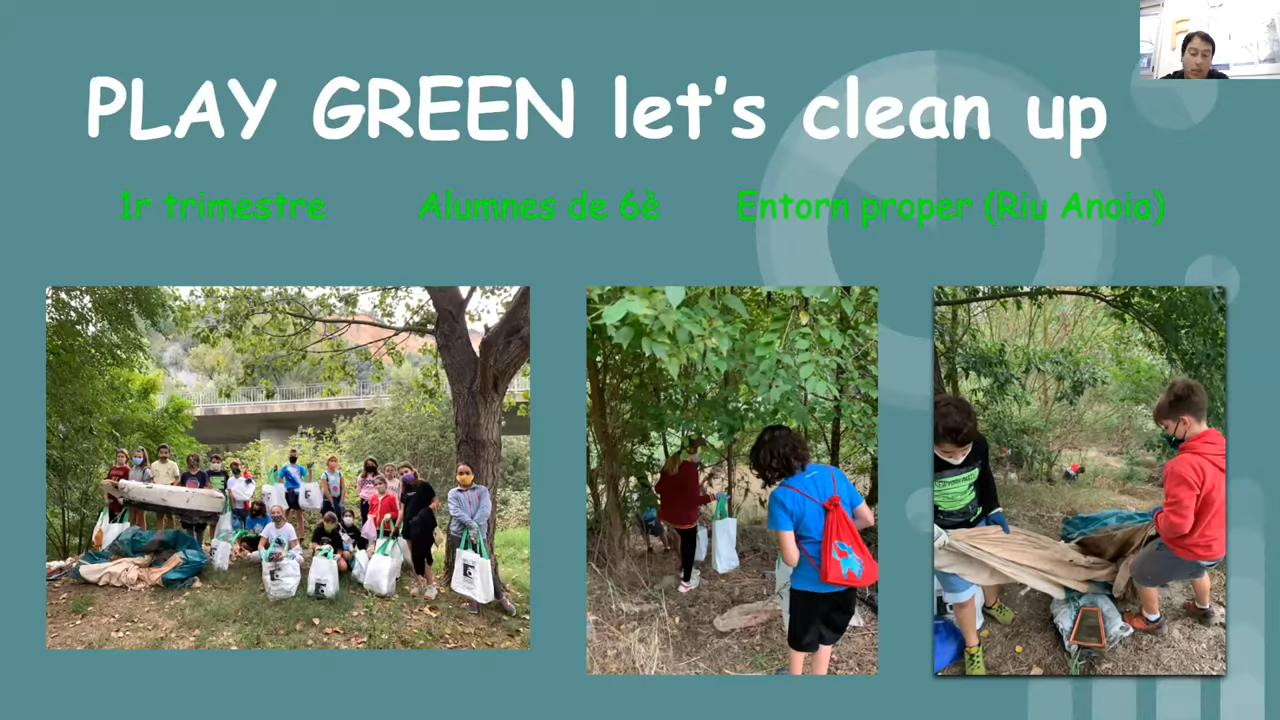 PLAY GREEN let's clean up
1r trimestre Alumnes de 6è Entorn proper (Riu Anoia)